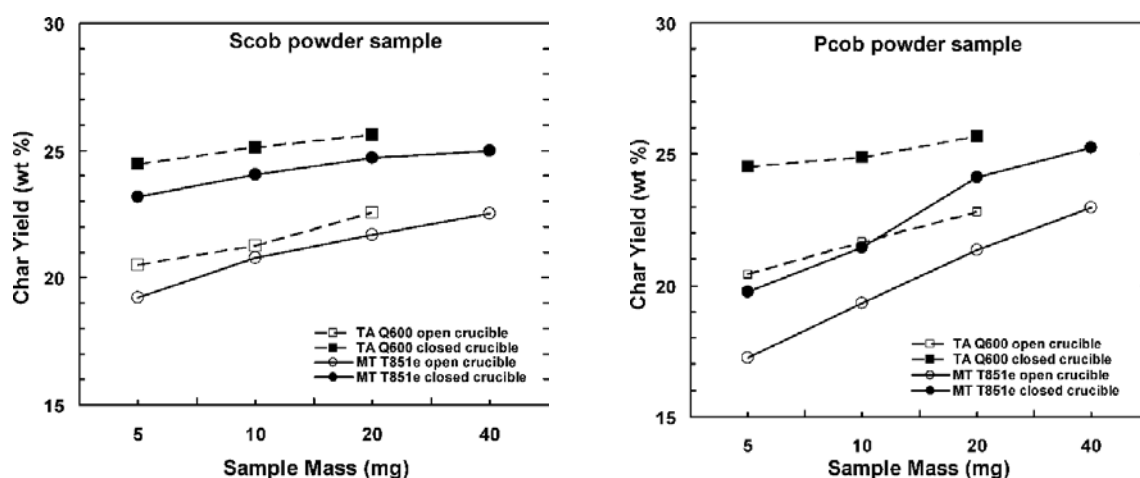 Scob powder sample
30
25
20
15
Char Yield (wt %)
TA Q600 open crucible
TA Q600 closed crucible
MT T851e open crucible
MT T851e closed crucible
5 10 20 40
Sample Mass (mg)
Pcob powder sample
30
25
20
15
Char Yield (wt %)
TA Q600 open crucible
TA Q600 closed crucible
MT T851e open crucible
MT T851e closed crucible
5 10 20 40
Sample Mass (mg)